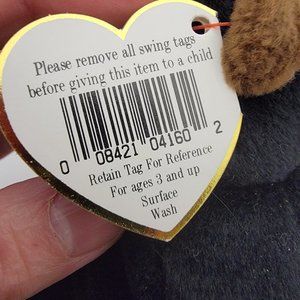 Please remove all swing tags
before giving this item to a child
0 08421 04160 2
Retain Tag For Reference
For ages 3 and up
Surface
Wash